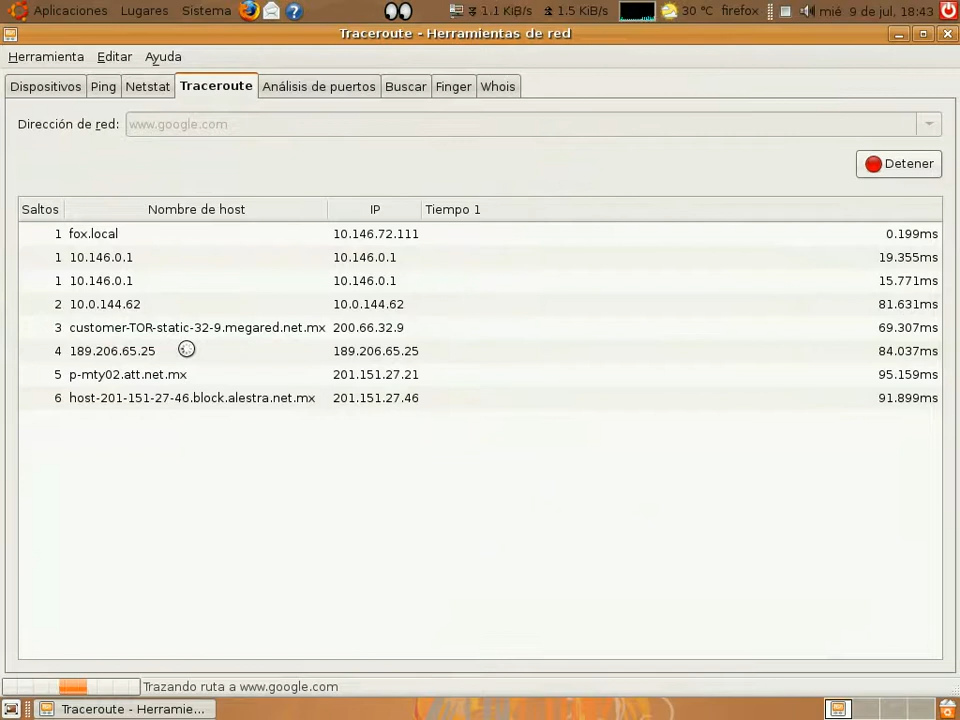 Aplicaciones Lugares Sistema 1.1 KiB/s 1.5 KiB/s 30 °C firefox mié 9 de jul, 18:43
Traceroute - Herramientas de red
Herramienta Editar Ayuda
Dispositivos Ping Netstat Traceroute Análisis de puertos Buscar Finger Whois
Dirección de red: www.google.com
Detener
Saltos Nombre de host IP Tiempo 1
1 fox.local 10.146.72.111 0.199ms
1 10.146.0.1 10.146.0.1 19.355ms
1 10.146.0.1 10.146.0.1 15.771ms
2 10.0.144.62 10.0.144.62 81.631ms
3 customer-TOR-static-32-9.megared.net.mx 200.66.32.9 69.307ms
4 189.206.65.25 189.206.65.25 84.037ms
5 p-mty02.att.net.mx 201.151.27.21 95.159ms
6 host-201-151-27-46.block.alestra.net.mx 201.151.27.46 91.899ms
Trazando ruta a www.google.com
Traceroute - Herramie...